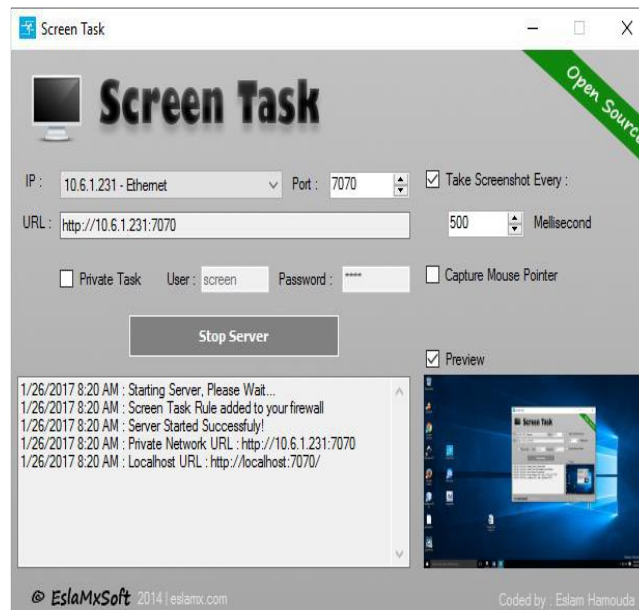 Screen Task
Screen Task
Open Source
IP :
10.6.1.231 - Ethernet
Port :
7070
Take Screenshot Every :
URL :
http://10.6.1.231:7070
500
Mellisecond
Private Task
User :
screen
Password :
****
Capture Mouse Pointer
Stop Server
Preview
1/26/2017 8:20 AM : Starting Server, Please Wait...
1/26/2017 8:20 AM : Screen Task Rule added to your firewall
1/26/2017 8:20 AM : Server Started Successfuly!
1/26/2017 8:20 AM : Private Network URL : http://10.6.1.231:7070
1/26/2017 8:20 AM : Localhost URL : http://localhost:7070/
Screen Task
© EslaMxSoft 2014 | eslamx.com
Coded by : Eslam Hamouda